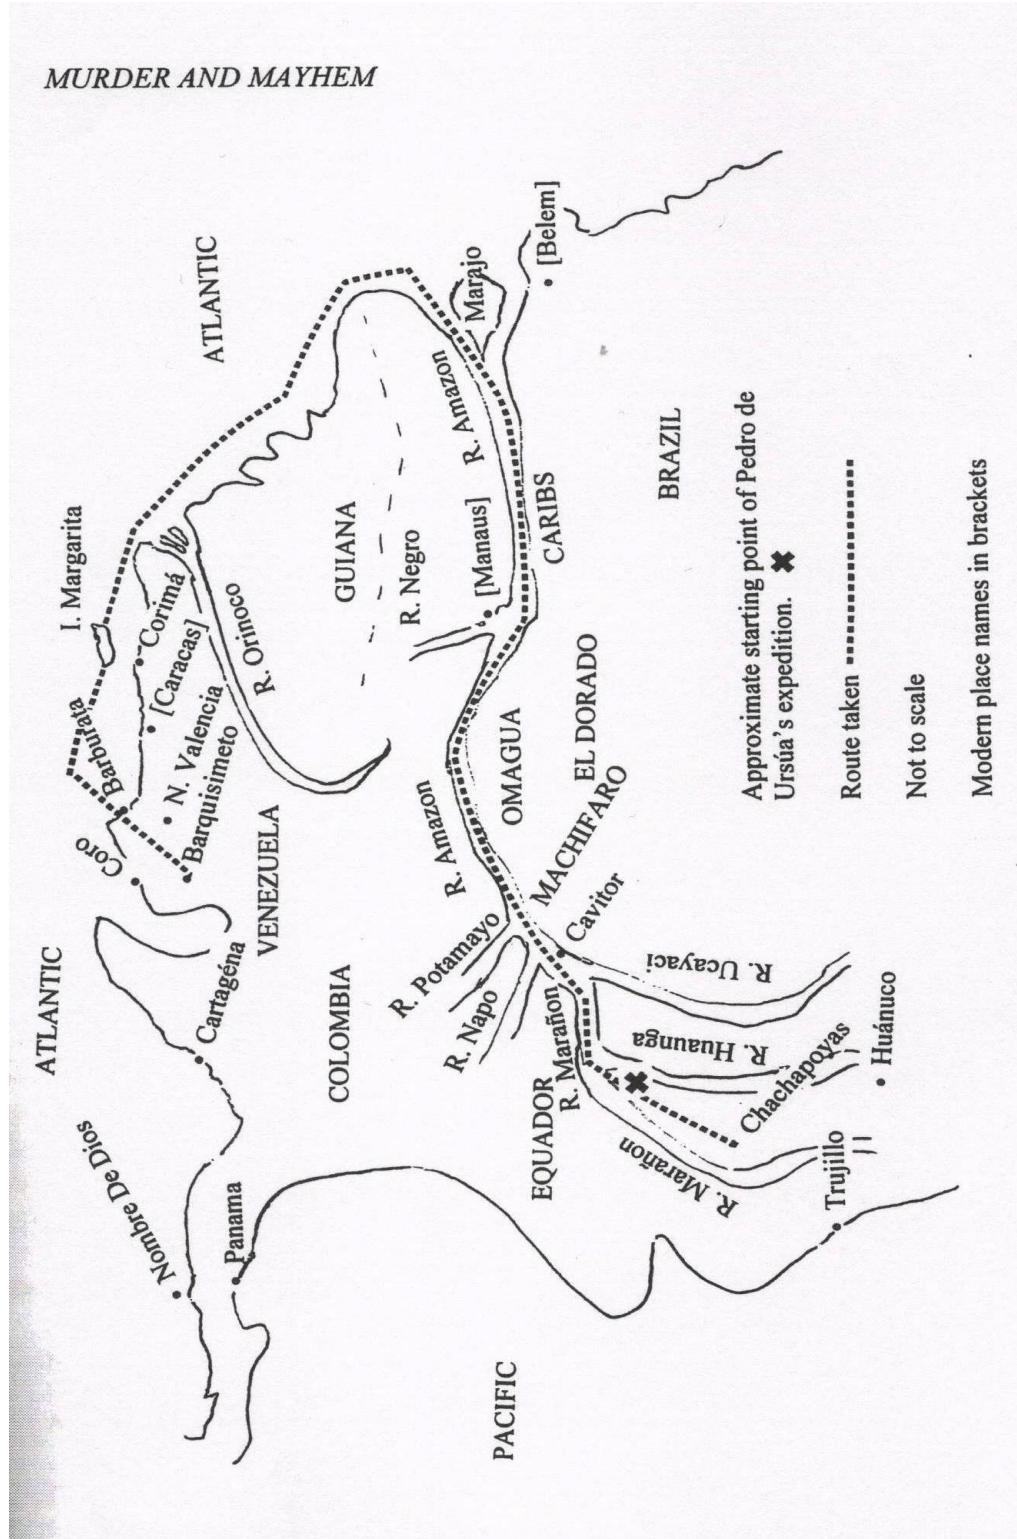 MURDER AND MAYHEM
ATLANTIC
ATLANTIC
I. Margarita
Nombre De Dios
Panama
Cartagéna
Coro
Barburata
Corimá
[Caracas]
N. Valencia
Barquisimeto
VENEZUELA
R. Orinoco
GUIANA
COLOMBIA
R. Negro
[Manaus]
R. Amazon
Marajo
[Belem]
R. Amazon
R. Potamayo
R. Napo
OMAGUA
CARIBS
EL DORADO
MACHIFARO
Cavitor
BRAZIL
EQUADOR
R. Marañon
R. Marañon
R. Huaunga
R. Ucayaci
Chachapoyas
Huánuco
Trujillo
PACIFIC
Approximate starting point of Pedro de
Ursúa's expedition.
Route taken
Not to scale
Modern place names in brackets